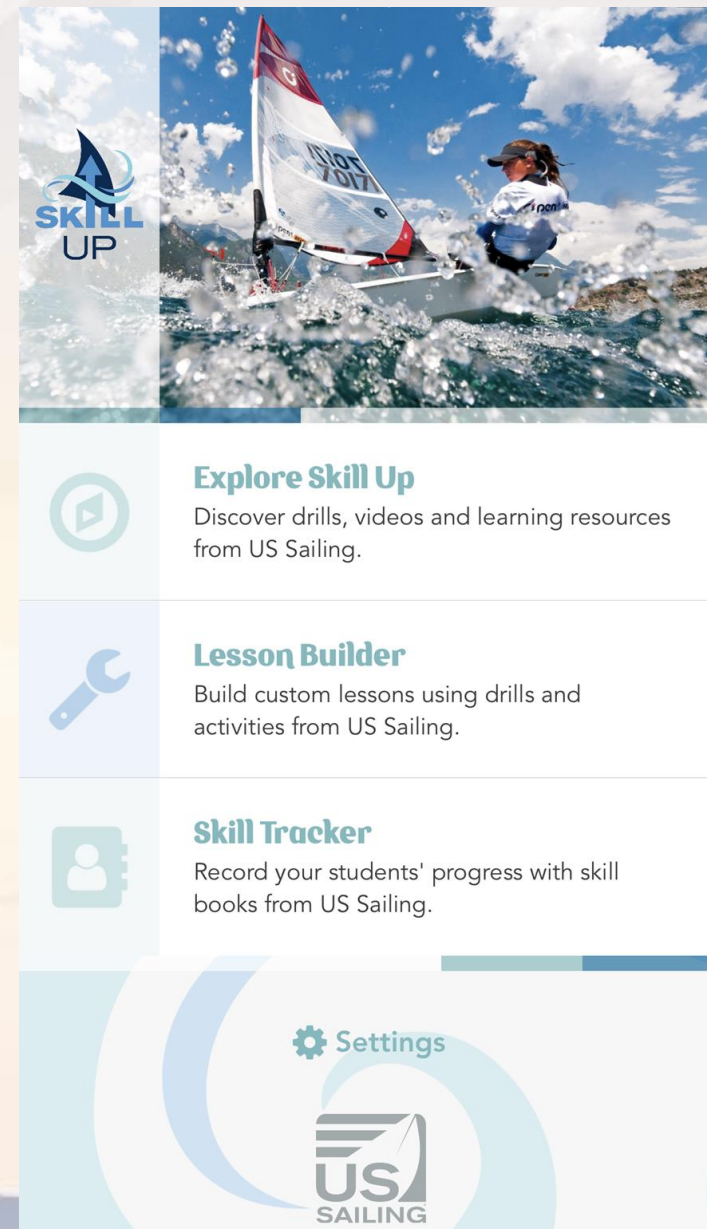 SKILL
UP
7017
7017
Explore Skill Up
Discover drills, videos and learning resources
from US Sailing.
Lesson Builder
Build custom lessons using drills and
activities from US Sailing.
Skill Tracker
Record your students' progress with skill
books from US Sailing.
Settings
US
SAILING